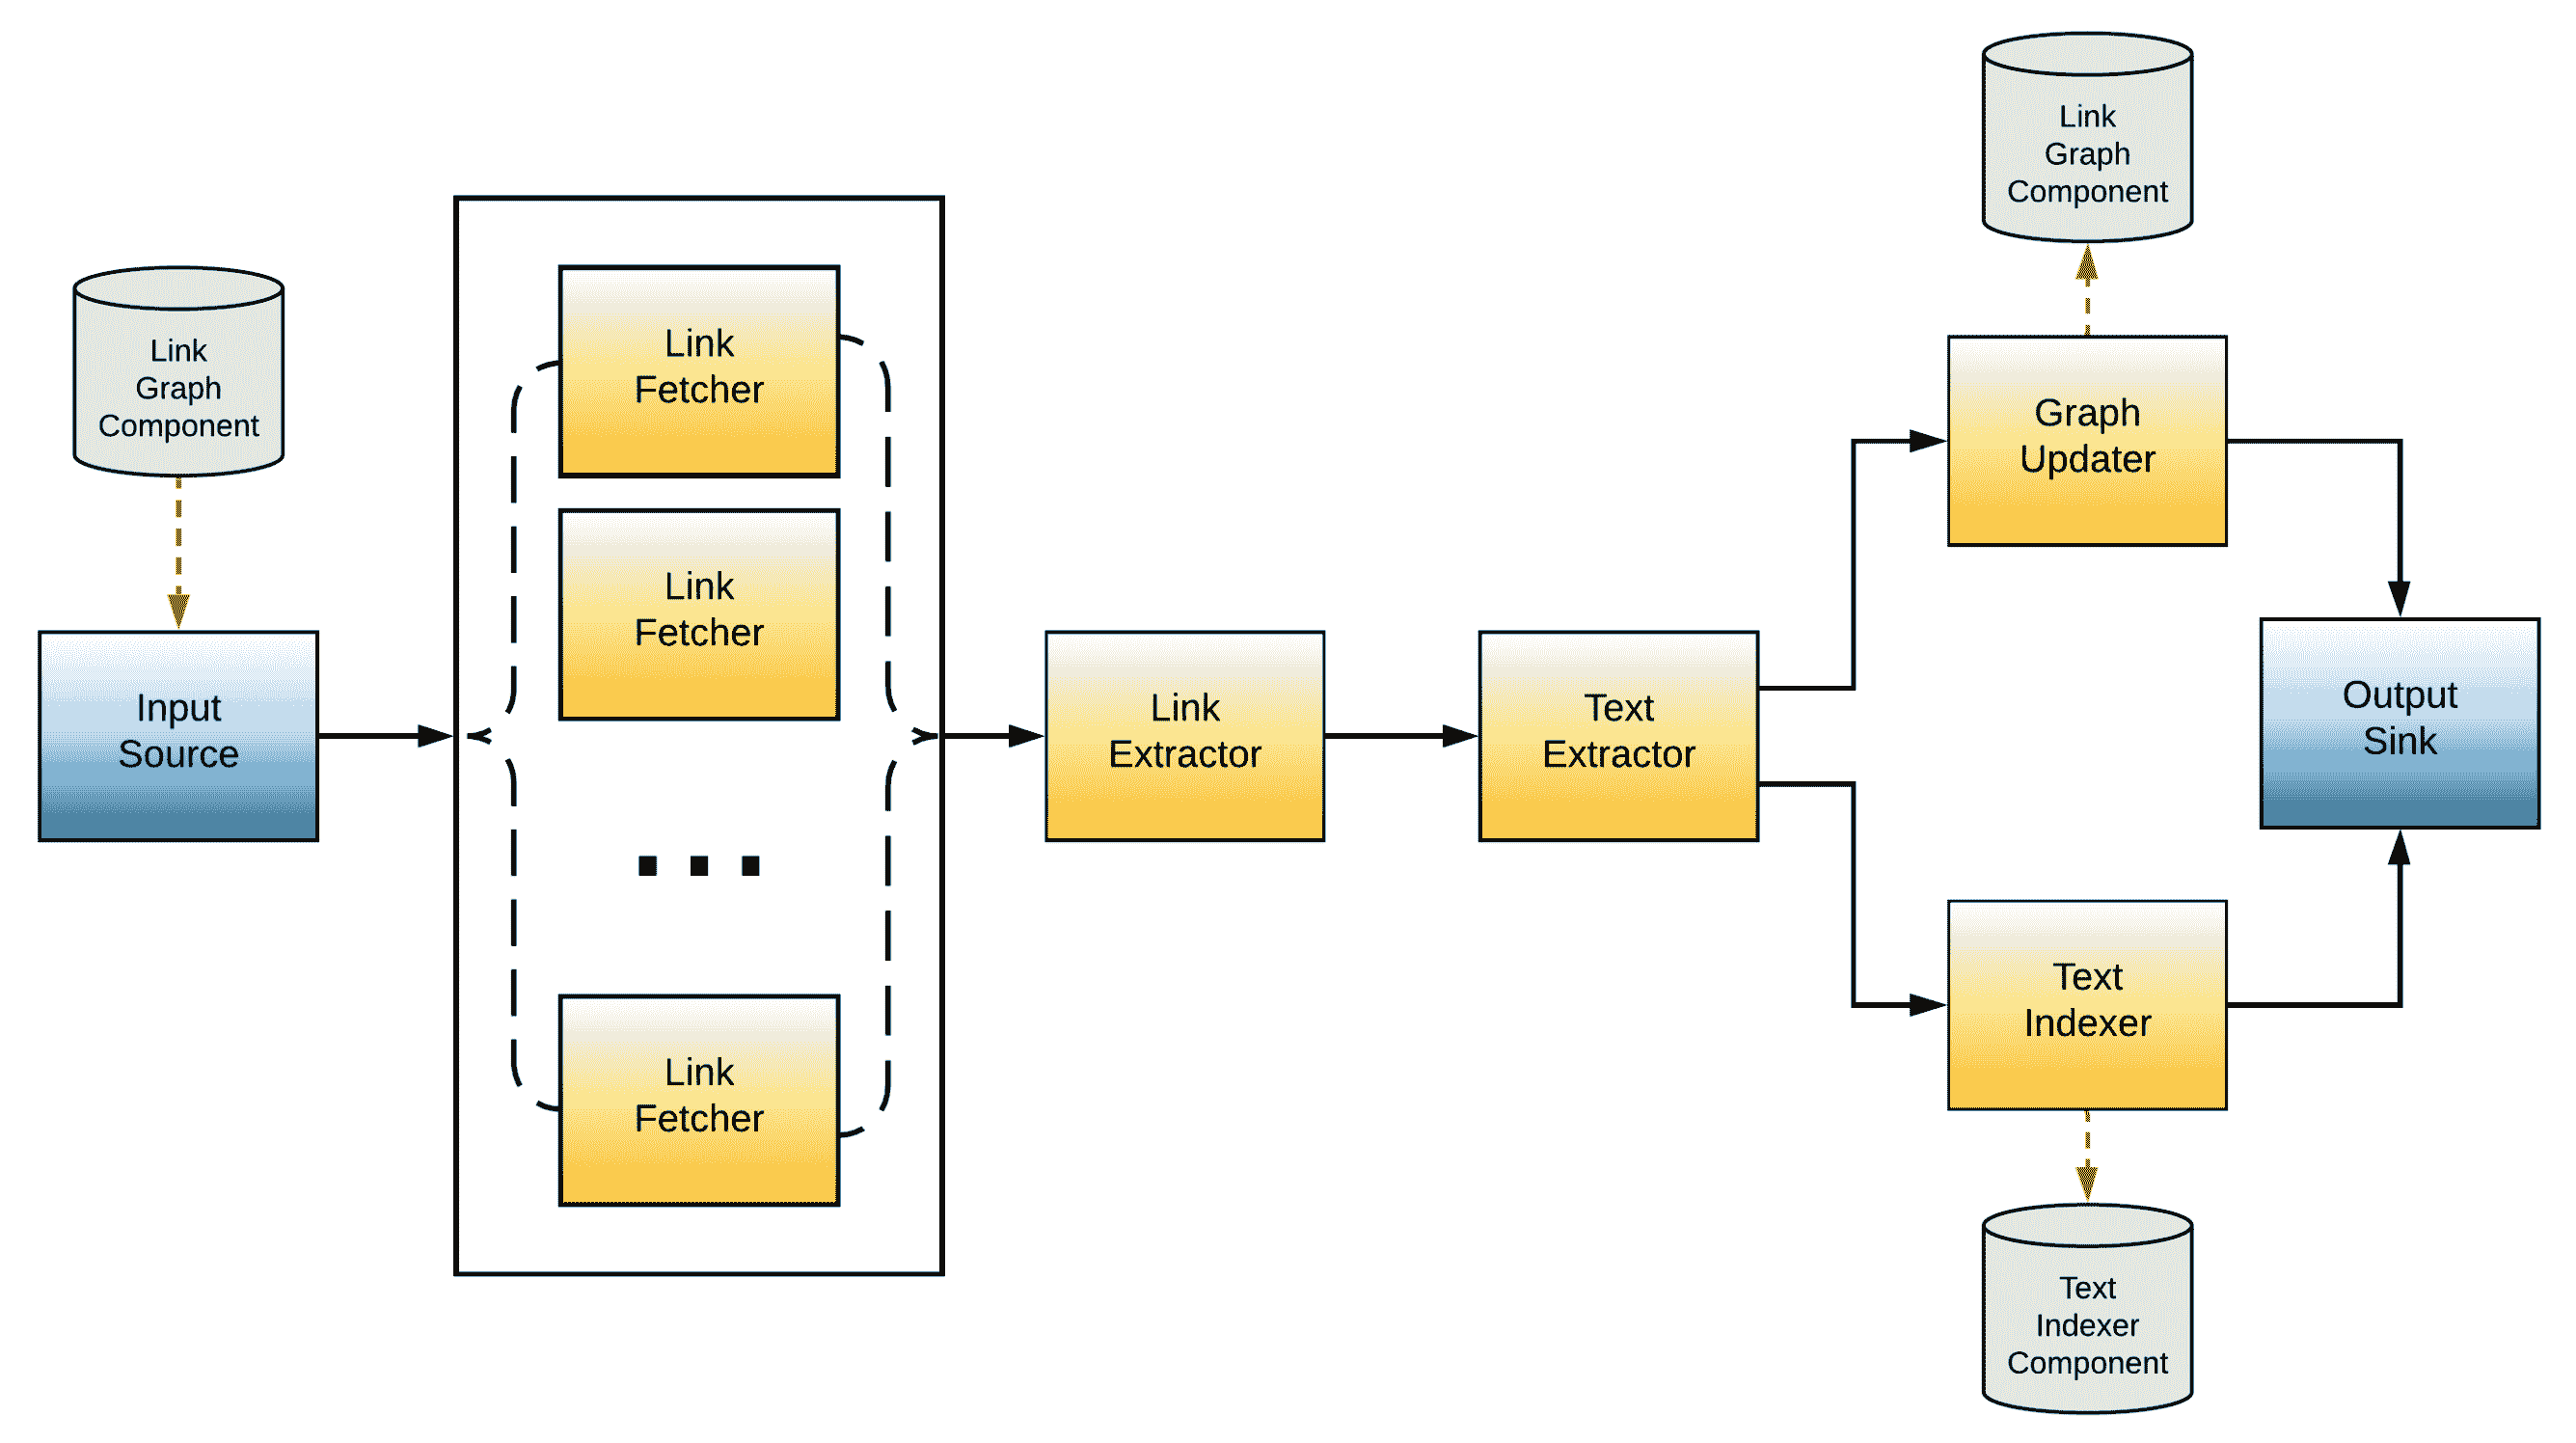 Link
Graph
Component
Input
Source
Link
Fetcher
Link
Fetcher
...
Link
Fetcher
Link
Extractor
Text
Extractor
Link
Graph
Component
Graph
Updater
Output
Sink
Text
Indexer
Text
Indexer
Component